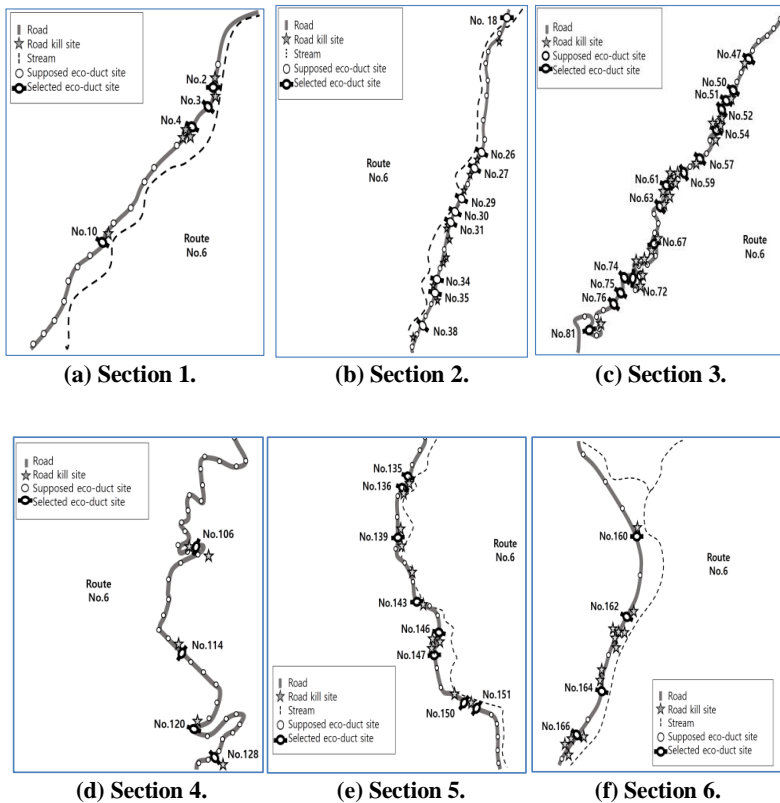 Road
Road kill site
Stream
Supposed eco-duct site
Selected eco-duct site
No.2
No.3
No.4
No.10
Route
No.6
(a) Section 1.
Road
Road kill site
Stream
Supposed eco-duct site
Selected eco-duct site
No. 18
No.26
No.27
No.29
No.30
No.31
No.34
No.35
No.38
Route
No.6
(b) Section 2.
Road
Road kill site
Supposed eco-duct site
Selected eco-duct site
No.47
No.50
No.51
No.52
No.54
No.57
No.59
No.61
No.63
No.67
No.74
No.75
No.72
No.76
No.81
Route
No.6
(c) Section 3.
Road
Road kill site
Supposed eco-duct site
Selected eco-duct site
No.106
Route
No.6
No.114
No.120
No.128
(d) Section 4.
No.135
No.136
No.139
Route
No.6
No.143
No.146
No.147
No.151
No.150
Road
Road kill site
Stream
Supposed eco-duct site
Selected eco-duct site
(e) Section 5.
No.160
Route
No.6
No.162
No.164
No.166
Road
Road kill site
Stream
Supposed eco-duct site
Selected eco-duct site
(f) Section 6.